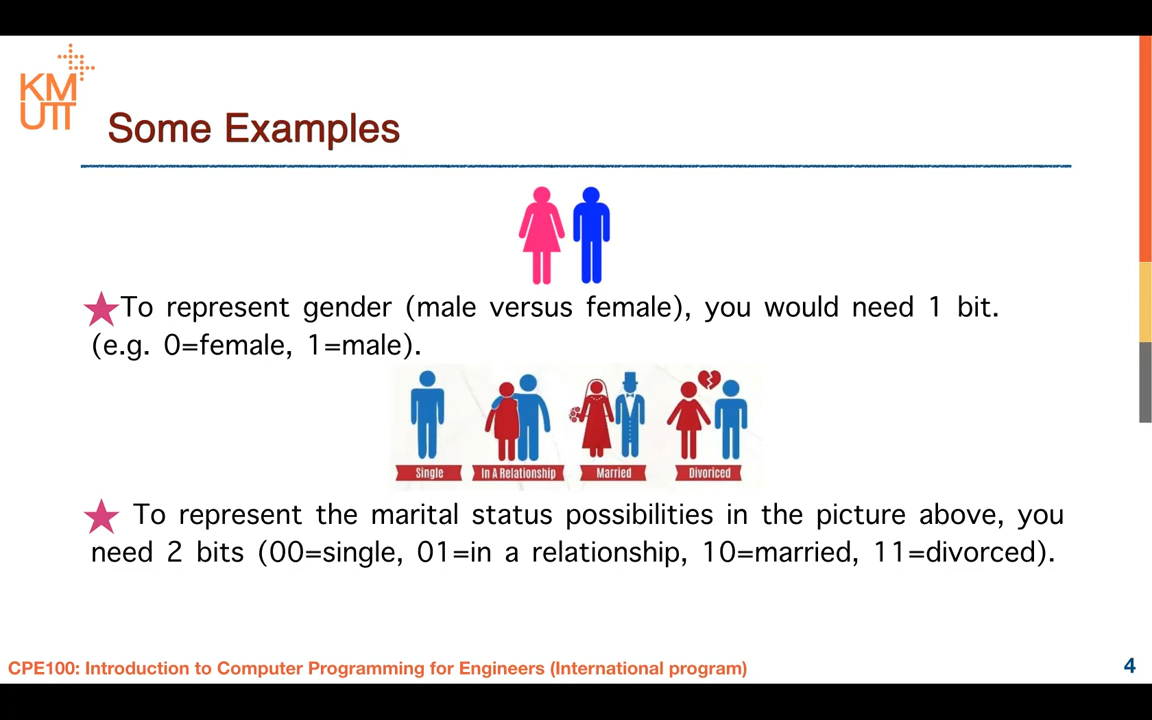 KM
UTT
Some Examples
To represent gender (male versus female), you would need 1 bit.
(e.g. 0=female, 1=male).
Single
In A Relationship
Married
Divoriced
To represent the marital status possibilities in the picture above, you
need 2 bits (00=single, 01=in a relationship, 10=married, 11=divorced).
CPE100: Introduction to Computer Programming for Engineers (International program)
4